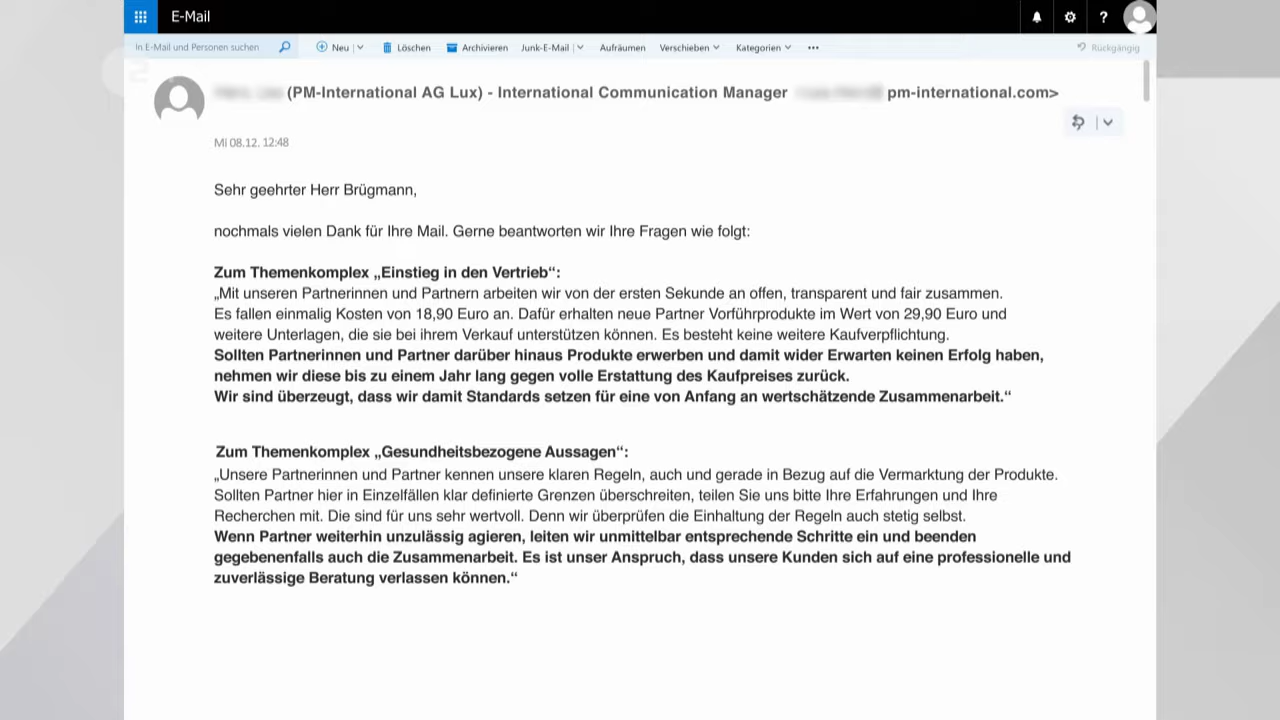 E-Mail
?
In E-Mail und Personen suchen
Neu
Löschen
Archivieren
Junk-E-Mail
Aufräumen
Verschieben
Kategorien
Rückgängig
(PM-International AG Lux) - International Communication Manager pm-international.com>
Mi 08.12. 12:48
Sehr geehrter Herr Brügmann,
nochmals vielen Dank für Ihre Mail. Gerne beantworten wir Ihre Fragen wie folgt:
Zum Themenkomplex „Einstieg in den Vertrieb“:
„Mit unseren Partnerinnen und Partnern arbeiten wir von der ersten Sekunde an offen, transparent und fair zusammen.
Es fallen einmalig Kosten von 18,90 Euro an. Dafür erhalten neue Partner Vorführprodukte im Wert von 29,90 Euro und
weitere Unterlagen, die sie bei ihrem Verkauf unterstützen können. Es besteht keine weitere Kaufverpflichtung.
Sollten Partnerinnen und Partner darüber hinaus Produkte erwerben und damit wider Erwarten keinen Erfolg haben,
nehmen wir diese bis zu einem Jahr lang gegen volle Erstattung des Kaufpreises zurück.
Wir sind überzeugt, dass wir damit Standards setzen für eine von Anfang an wertschätzende Zusammenarbeit.“
Zum Themenkomplex „Gesundheitsbezogene Aussagen“:
„Unsere Partnerinnen und Partner kennen unsere klaren Regeln, auch und gerade in Bezug auf die Vermarktung der Produkte.
Sollten Partner hier in Einzelfällen klar definierte Grenzen überschreiten, teilen Sie uns bitte Ihre Erfahrungen und Ihre
Recherchen mit. Die sind für uns sehr wertvoll. Denn wir überprüfen die Einhaltung der Regeln auch stetig selbst.
Wenn Partner weiterhin unzulässig agieren, leiten wir unmittelbar entsprechende Schritte ein und beenden
gegebenenfalls auch die Zusammenarbeit. Es ist unser Anspruch, dass unsere Kunden sich auf eine professionelle und
zuverlässige Beratung verlassen können.“